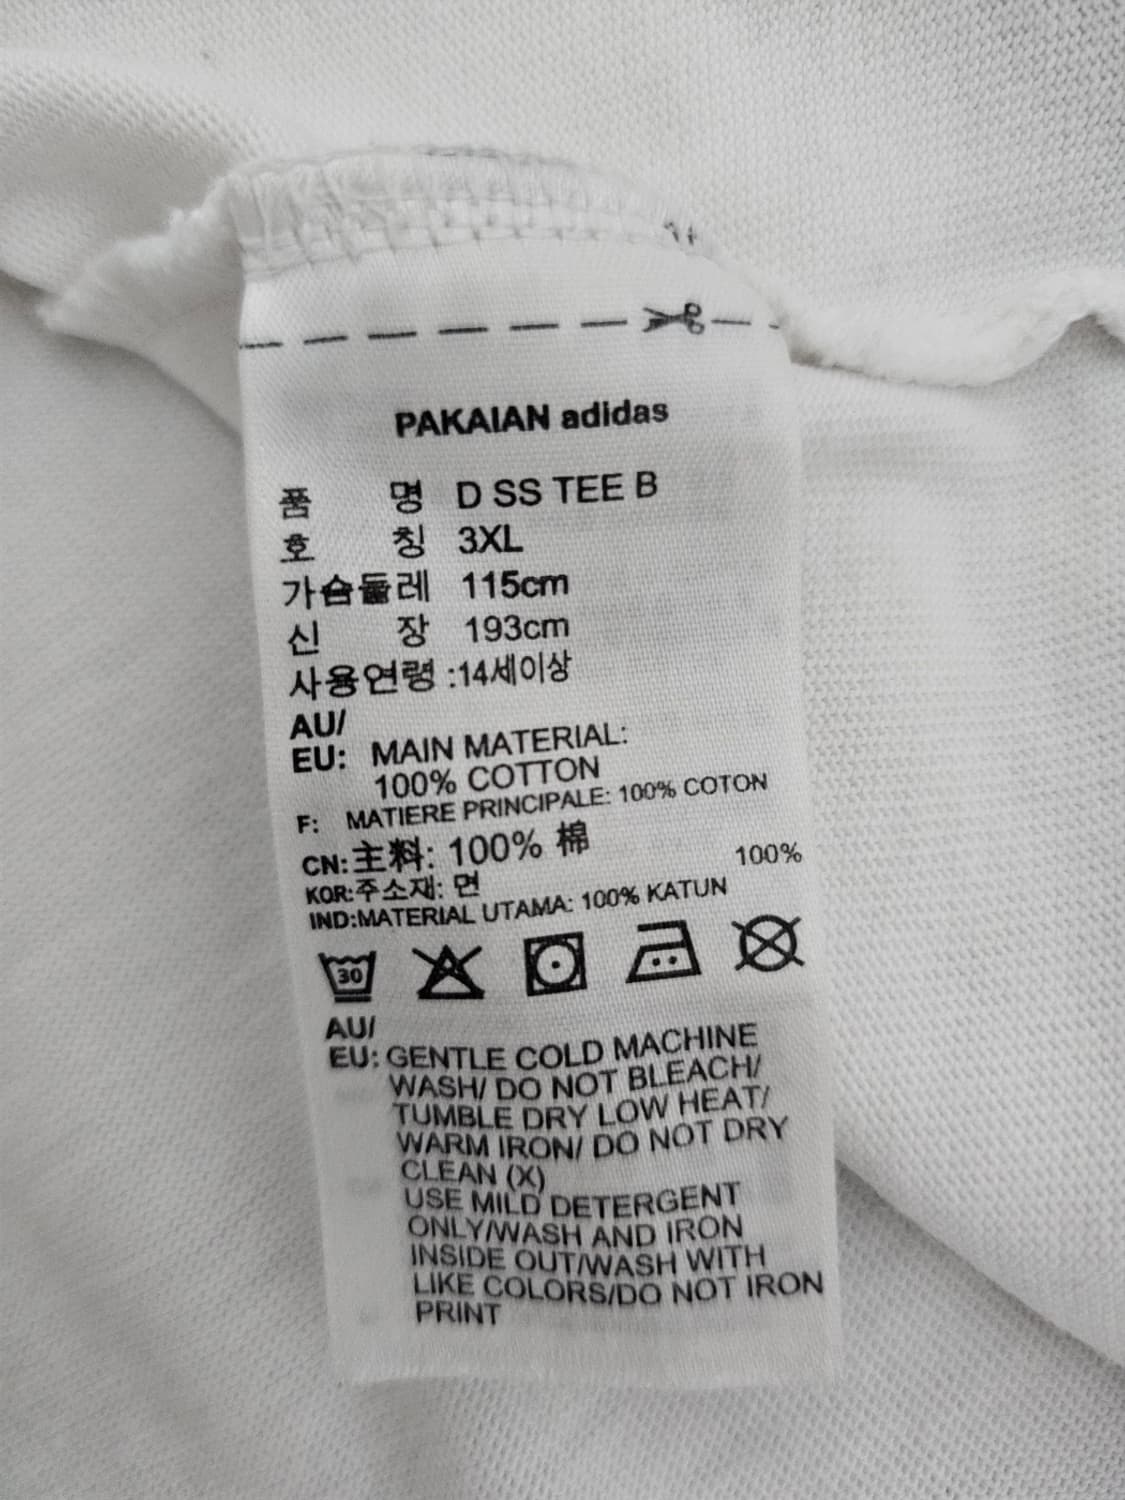 PAKAIAN adidas
품 명 D SS TEE B
호 칭 3XL
가슴둘레 115cm
신 장 193cm
사용연령 :14세이상
AU/
EU: MAIN MATERIAL:
100% COTTON
F: MATIERE PRINCIPALE: 100% COTON
CN:主料: 100% 棉
KOR:주소재: 면 100%
IND:MATERIAL UTAMA: 100% KATUN
30
AU/
EU: GENTLE COLD MACHINE
WASH/ DO NOT BLEACH/
TUMBLE DRY LOW HEAT/
WARM IRON/ DO NOT DRY
CLEAN (X)
USE MILD DETERGENT
ONLY/WASH AND IRON
INSIDE OUT/WASH WITH
LIKE COLORS/DO NOT IRON
PRINT